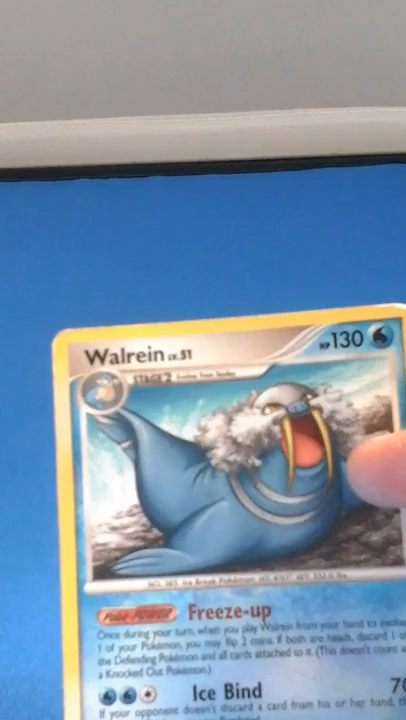 Walrein LV.51
HP 130
STAGE 2 Evolves from Sealeo
NO. 365 Ice Break Pokémon HT: 4'07" WT: 332.0 lbs.
Poké-POWER Freeze-up
Once during your turn, when you play Walrein from your hand to evolve
1 of your Pokémon, you may flip 2 coins. If both are heads, discard 1 of
the Defending Pokémon and all cards attached to it. (This doesn't count a
a Knocked Out Pokémon.)
Ice Bind 70
If your opponent doesn't discard a card from his or her hand, th